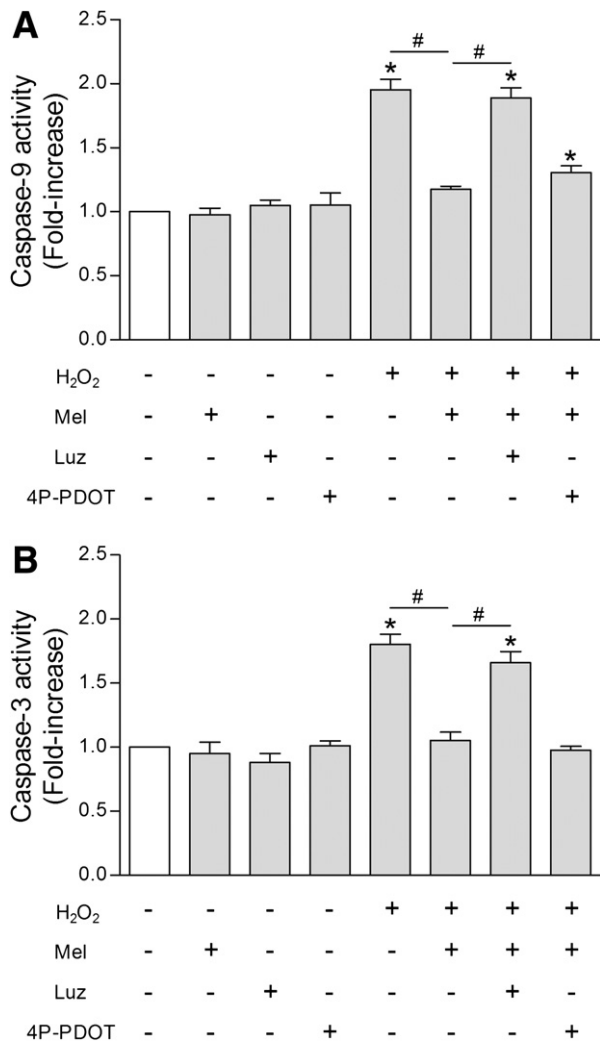 A
2.5
2.0
1.5
1.0
0.5
0.0
Caspase-9 activity
(Fold-increase)
# #
* * *
H₂O₂ - - - - + + + +
Mel - + - - - + + +
Luz - - + - - - + -
4P-PDOT - - - + - - - +
B
2.5
2.0
1.5
1.0
0.5
0.0
Caspase-3 activity
(Fold-increase)
# #
* *
H₂O₂ - - - - + + + +
Mel - + - - - + + +
Luz - - + - - - + -
4P-PDOT - - - + - - - +